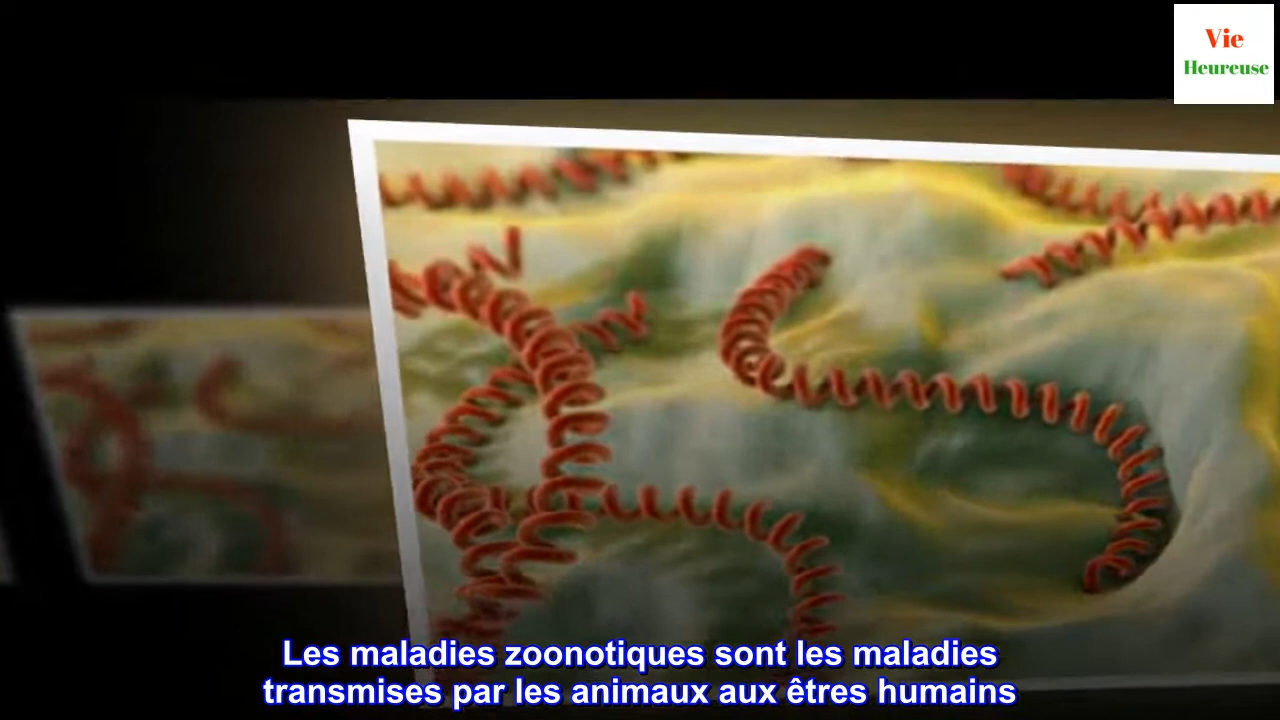 Vie
Heureuse
Les maladies zoonotiques sont les maladies
transmises par les animaux aux êtres humains